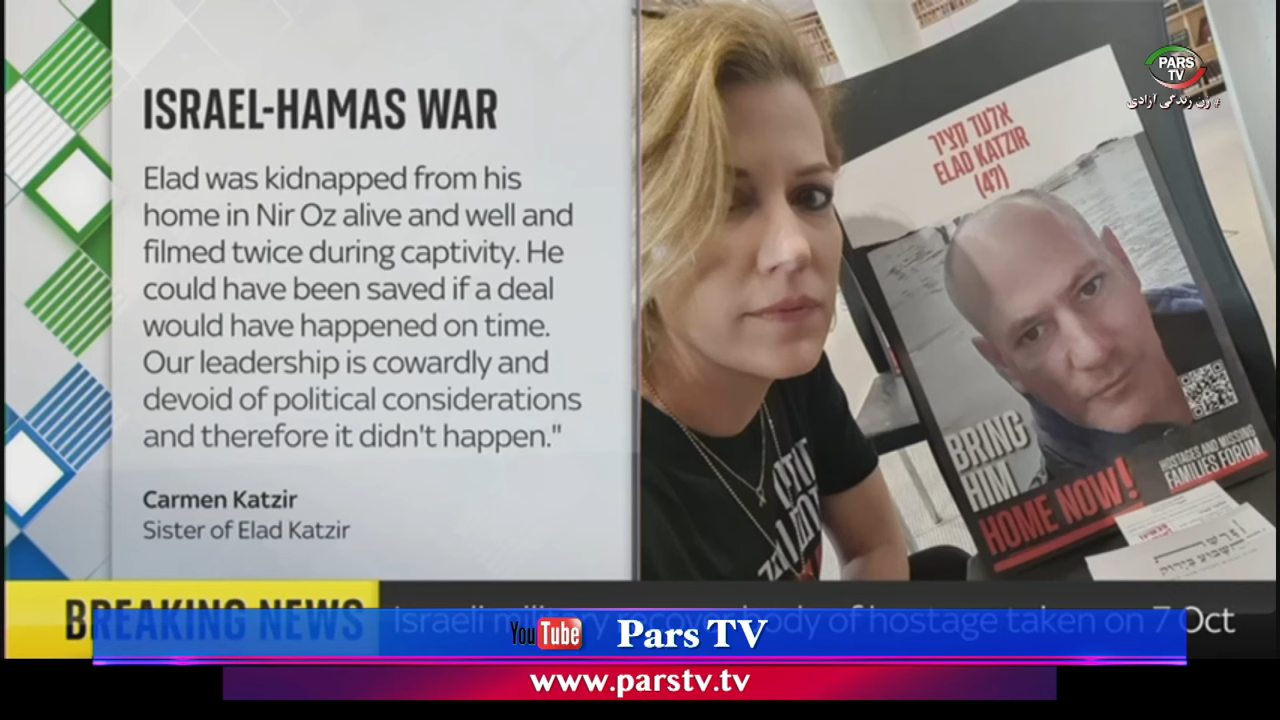 ISRAEL-HAMAS WAR
Elad was kidnapped from his
home in Nir Oz alive and well and
filmed twice during captivity. He
could have been saved if a deal
would have happened on time.
Our leadership is cowardly and
devoid of political considerations
and therefore it didn't happen."
Carmen Katzir
Sister of Elad Katzir
PARS
TV
# زن زندگی آزادی
אלעד קציר
ELAD KATZIR
(47)
BRING
HIM
HOME NOW!
HOSTAGES AND MISSING
FAMILIES FORUM
BREAKING NEWS
Israeli military recover body of hostage taken on 7 Oct
YouTube Pars TV
www.parstv.tv